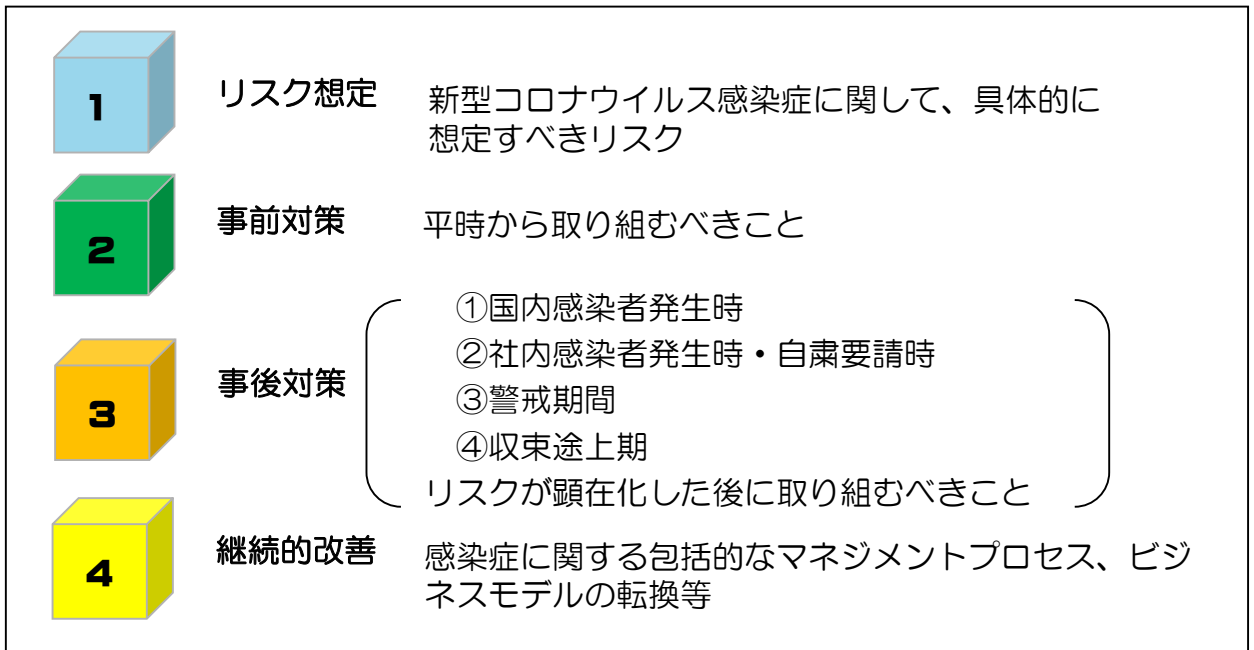 1
リスク想定
新型コロナウイルス感染症に関して、具体的に
想定すべきリスク
2
事前対策
平時から取り組むべきこと
3
事後対策
①国内感染者発生時
②社内感染者発生時・自粛要請時
③警戒期間
④収束途上期
リスクが顕在化した後に取り組むべきこと
4
継続的改善
感染症に関する包括的なマネジメントプロセス、ビジ
ネスモデルの転換等